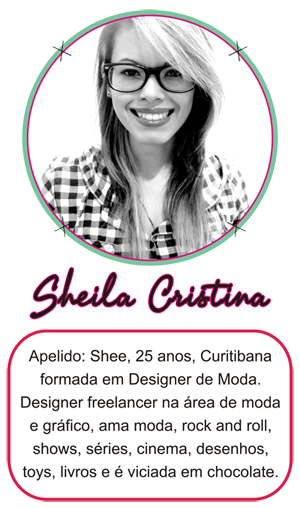 Sheila Cristina
Apelido: Shee, 25 anos, Curitibana
formada em Designer de Moda.
Designer freelancer na área de moda
e gráfico, ama moda, rock and roll,
shows, séries, cinema, desenhos,
toys, livros e é viciada em chocolate.